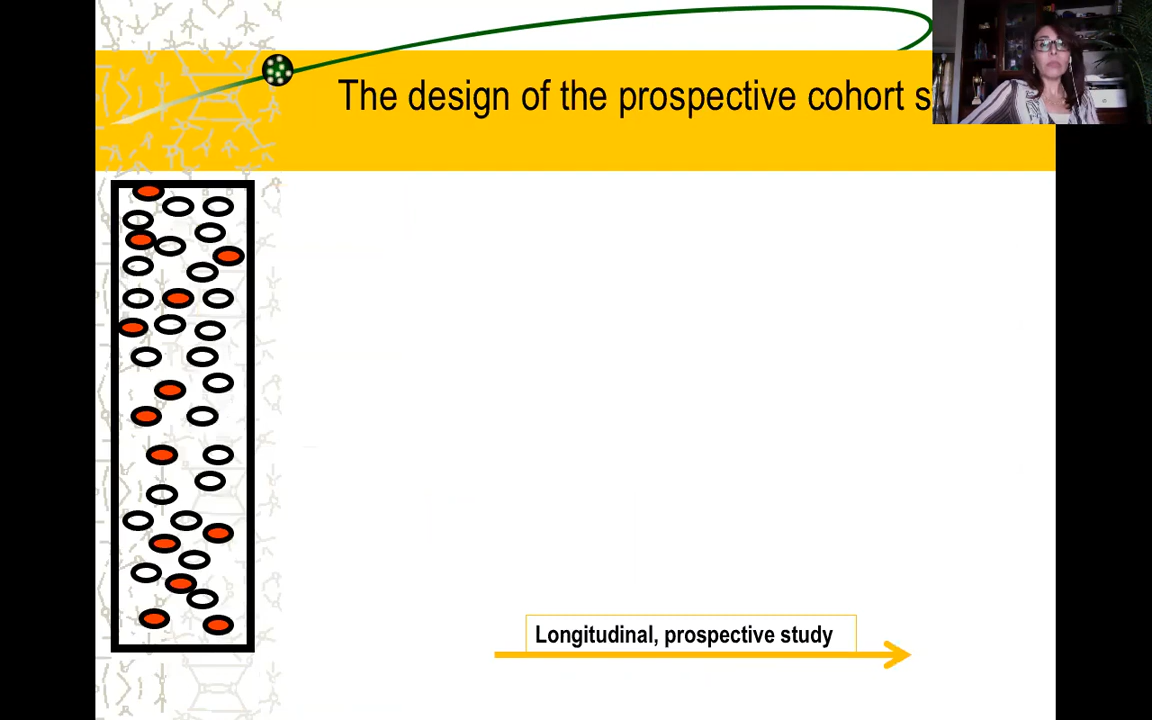 The design of the prospective cohort
Longitudinal, prospective study